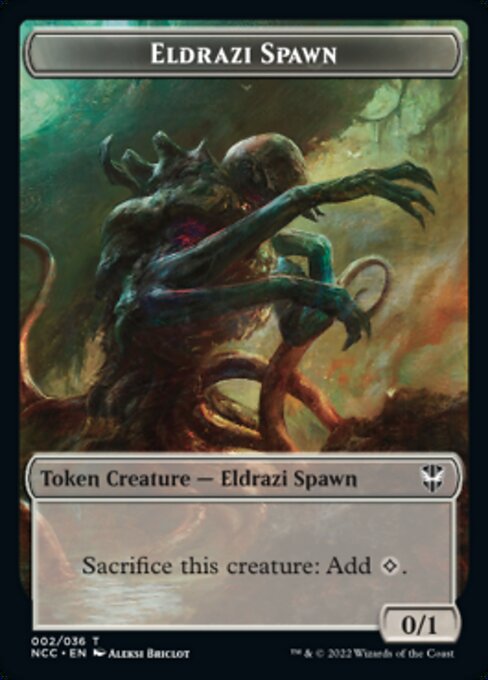 Eldrazi Spawn
Token Creature — Eldrazi Spawn
Sacrifice this creature: Add ◇.
0/1
002/036 T
NCC • EN Aleksi Briclot
™ & © 2022 Wizards of the Coast